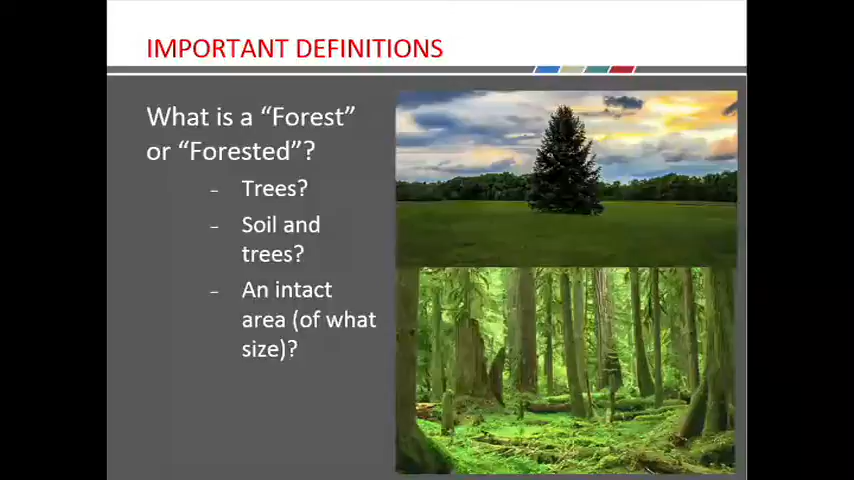 IMPORTANT DEFINITIONS
What is a “Forest”
or “Forested”?
- Trees?
- Soil and
trees?
- An intact
area (of what
size)?